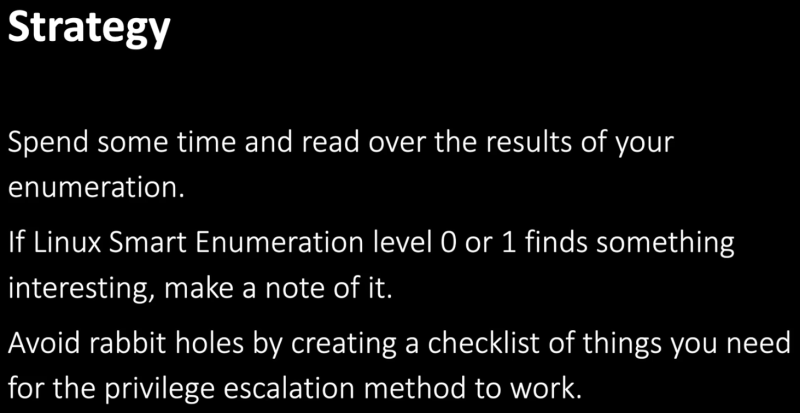 Strategy
Spend some time and read over the results of your
enumeration.
If Linux Smart Enumeration level 0 or 1 finds something
interesting, make a note of it.
Avoid rabbit holes by creating a checklist of things you need
for the privilege escalation method to work.